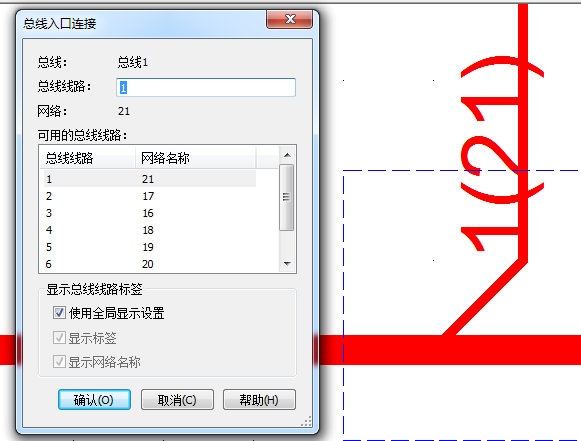 总线入口连接
总线： 总线1
总线线路： 1
网络： 21
可用的总线线路：
总线线路 网络名称
1 21
2 17
3 16
4 18
5 19
6 20
显示总线线路标签
使用全局显示设置
显示标签
显示网络名称
确认(O) 取消(C) 帮助(H)
1(21)